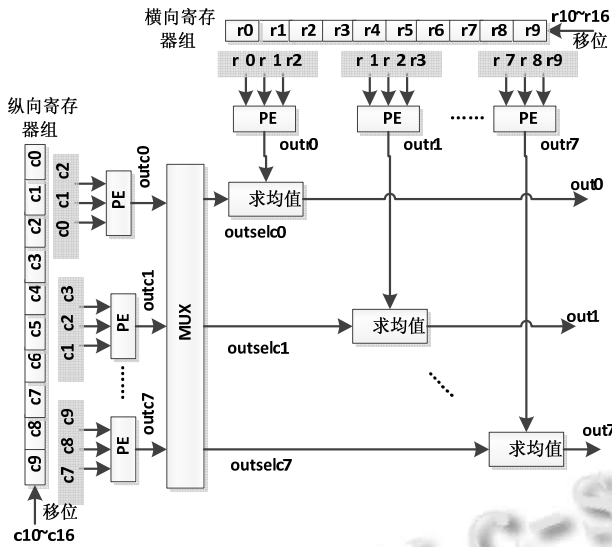 横向寄存
器组
r0 r1 r2 r3 r4 r5 r6 r7 r8 r9
r10~r16
移位
r 0 r 1 r2
r 1 r 2 r3
r 7 r 8 r9
PE
PE
……
PE
outr0
outr1
outr7
纵向寄存
器组
c0
c1
c2
c3
c4
c5
c6
c7
c8
c9
移位
c10~c16
c2
c1
c0
PE
outc0
c3
c2
c1
PE
outc1
……
c9
c8
c7
PE
outc7
MUX
outselc0
求均值
out0
outselc1
求均值
out1
……
outselc7
求均值
out7